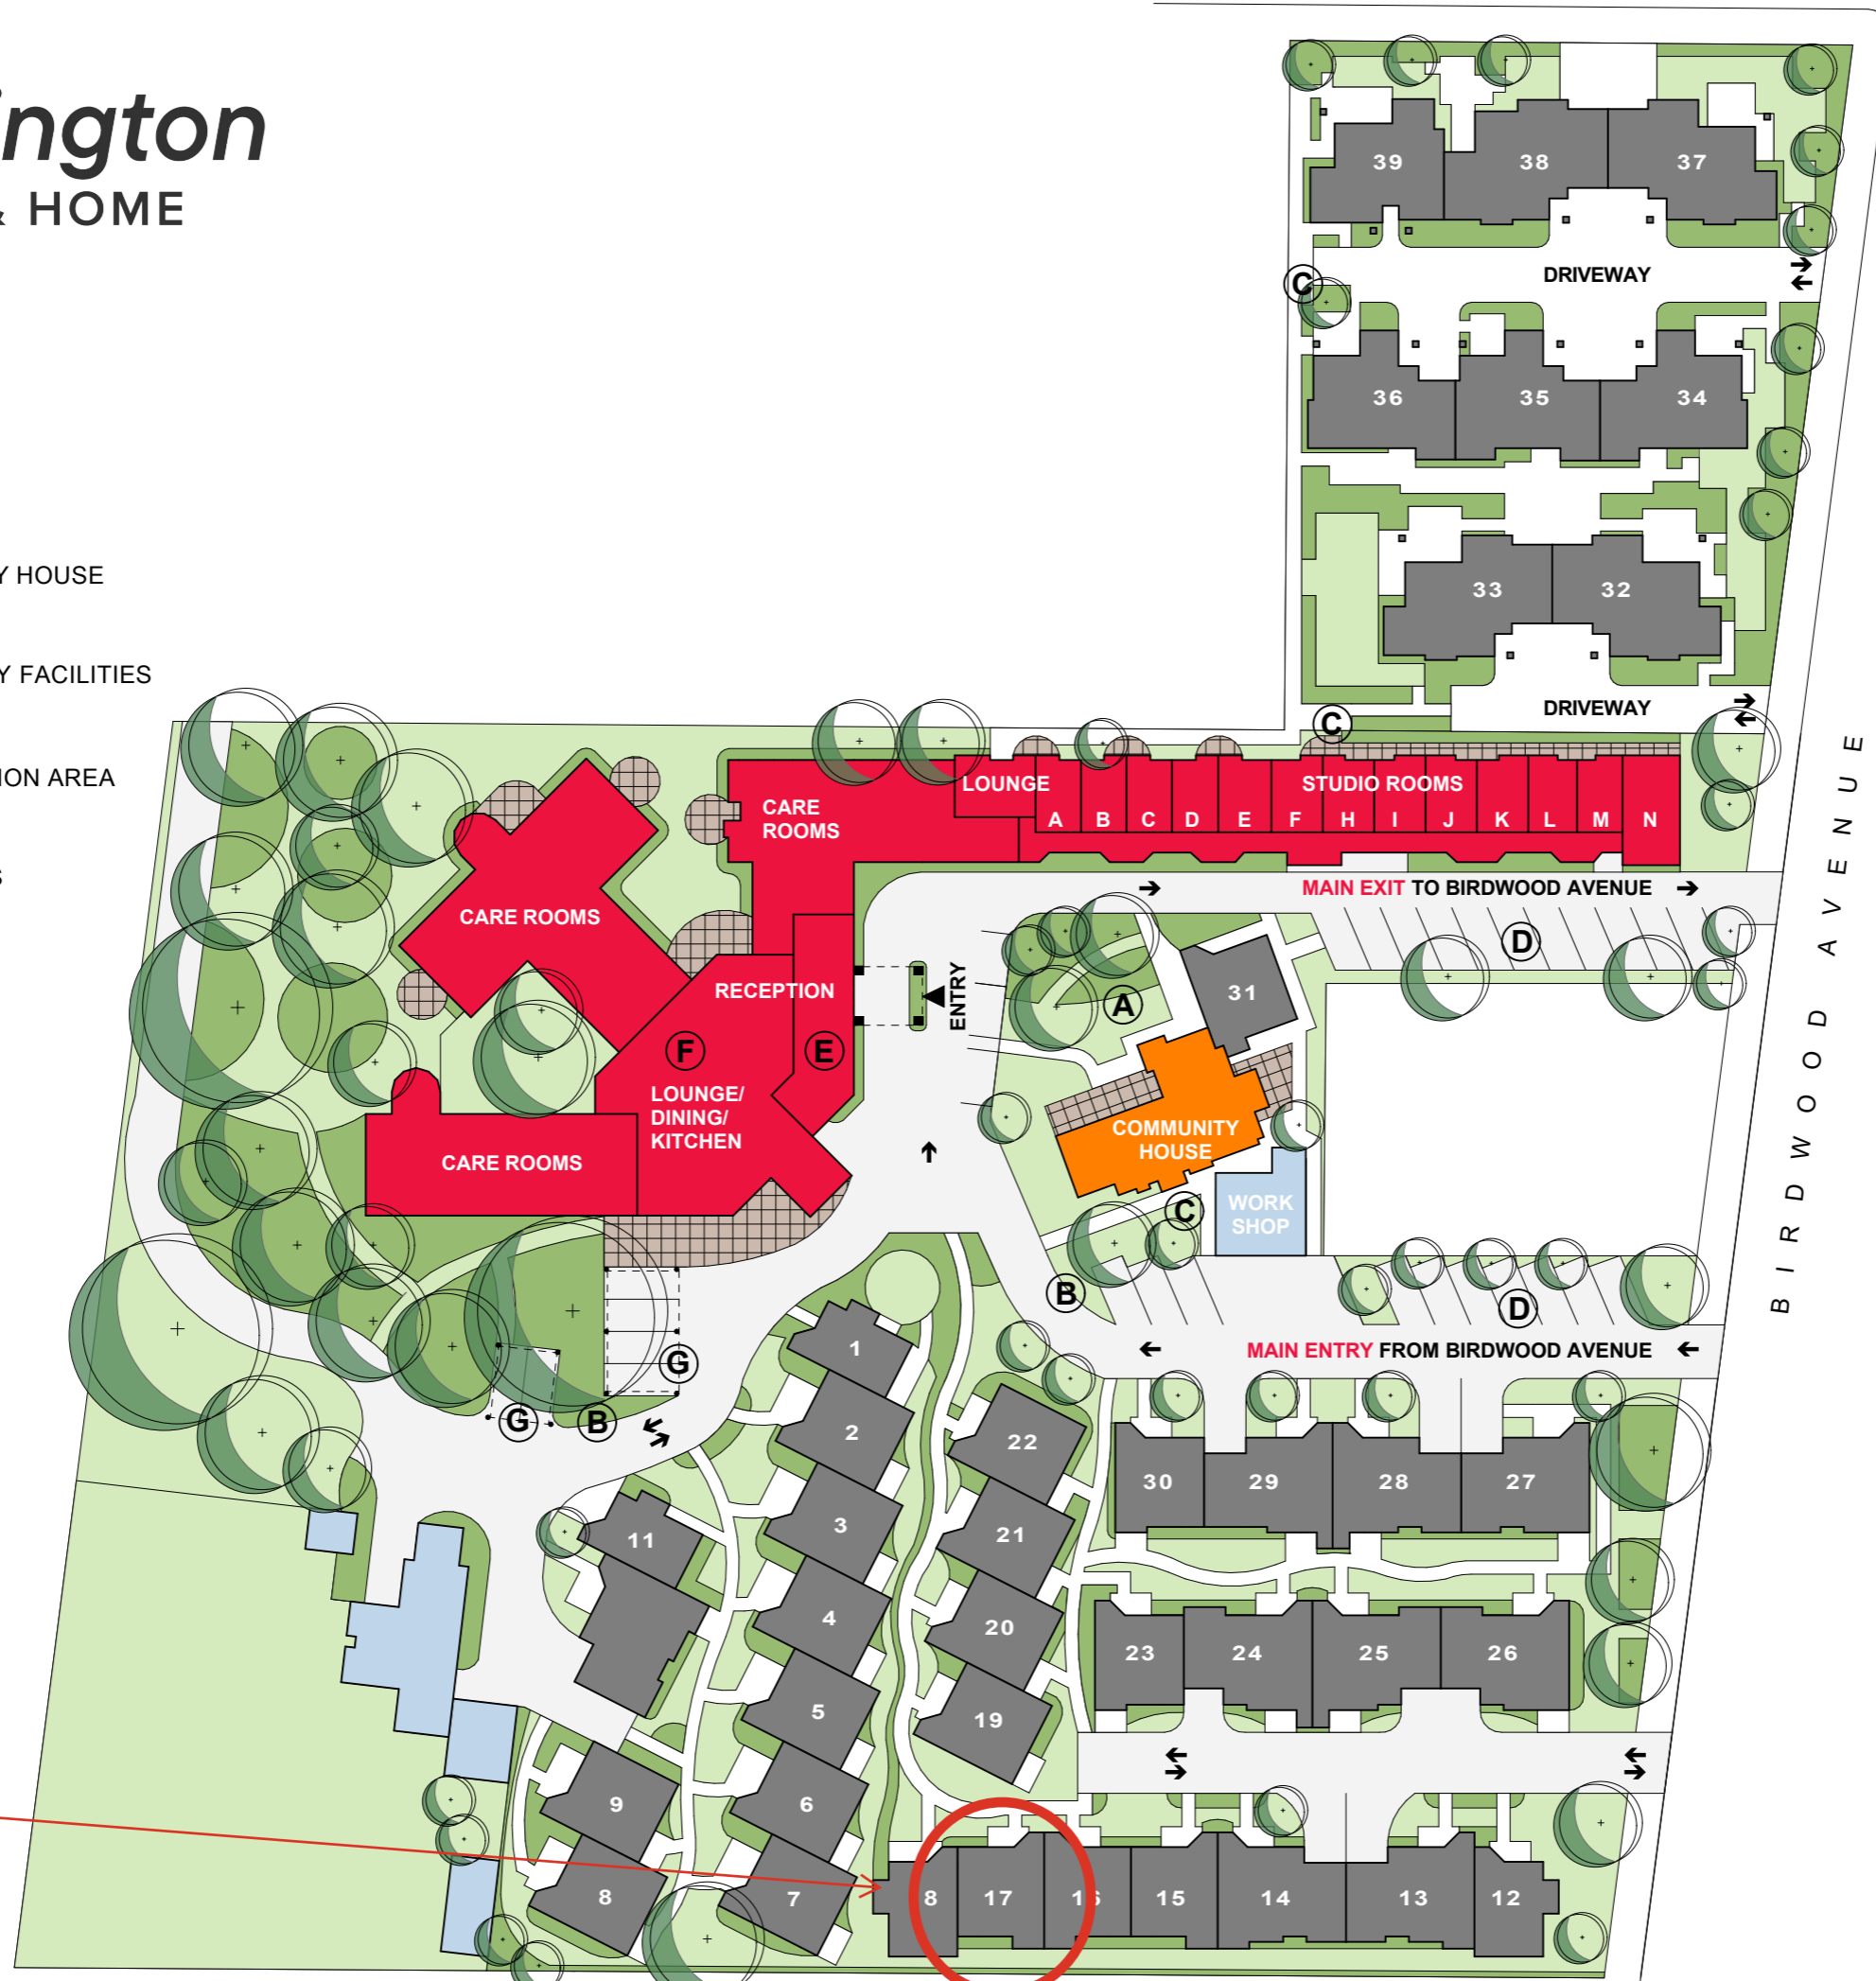 ington
& HOME
Y HOUSE
Y FACILITIES
ION AREA
S
39
38
37
C
DRIVEWAY
36
35
34
33
32
DRIVEWAY
C
LOUNGE
STUDIO ROOMS
CARE
ROOMS
A B C D E F H I J K L M N
MAIN EXIT TO BIRDWOOD AVENUE
D
CARE ROOMS
RECEPTION
ENTRY
A
31
F
E
LOUNGE/
DINING/
KITCHEN
CARE ROOMS
COMMUNITY
HOUSE
C
WORK
SHOP
B
D
MAIN ENTRY FROM BIRDWOOD AVENUE
BIRDWOOD AVENUE
G
G
B
1
2
22
30
29
28
27
11
3
21
4
20
23
24
25
26
5
19
9
6
8
7
8
17
16
15
14
13
12